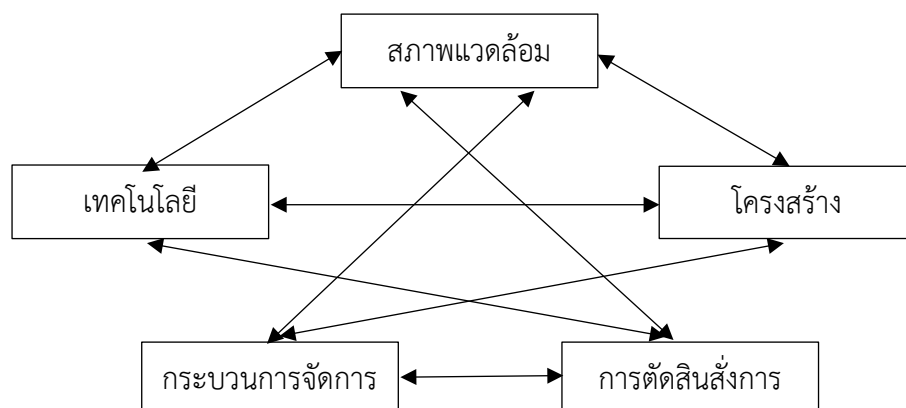 สภาพแวดล้อม
เทคโนโลยี
โครงสร้าง
กระบวนการจัดการ
การตัดสินสั่งการ